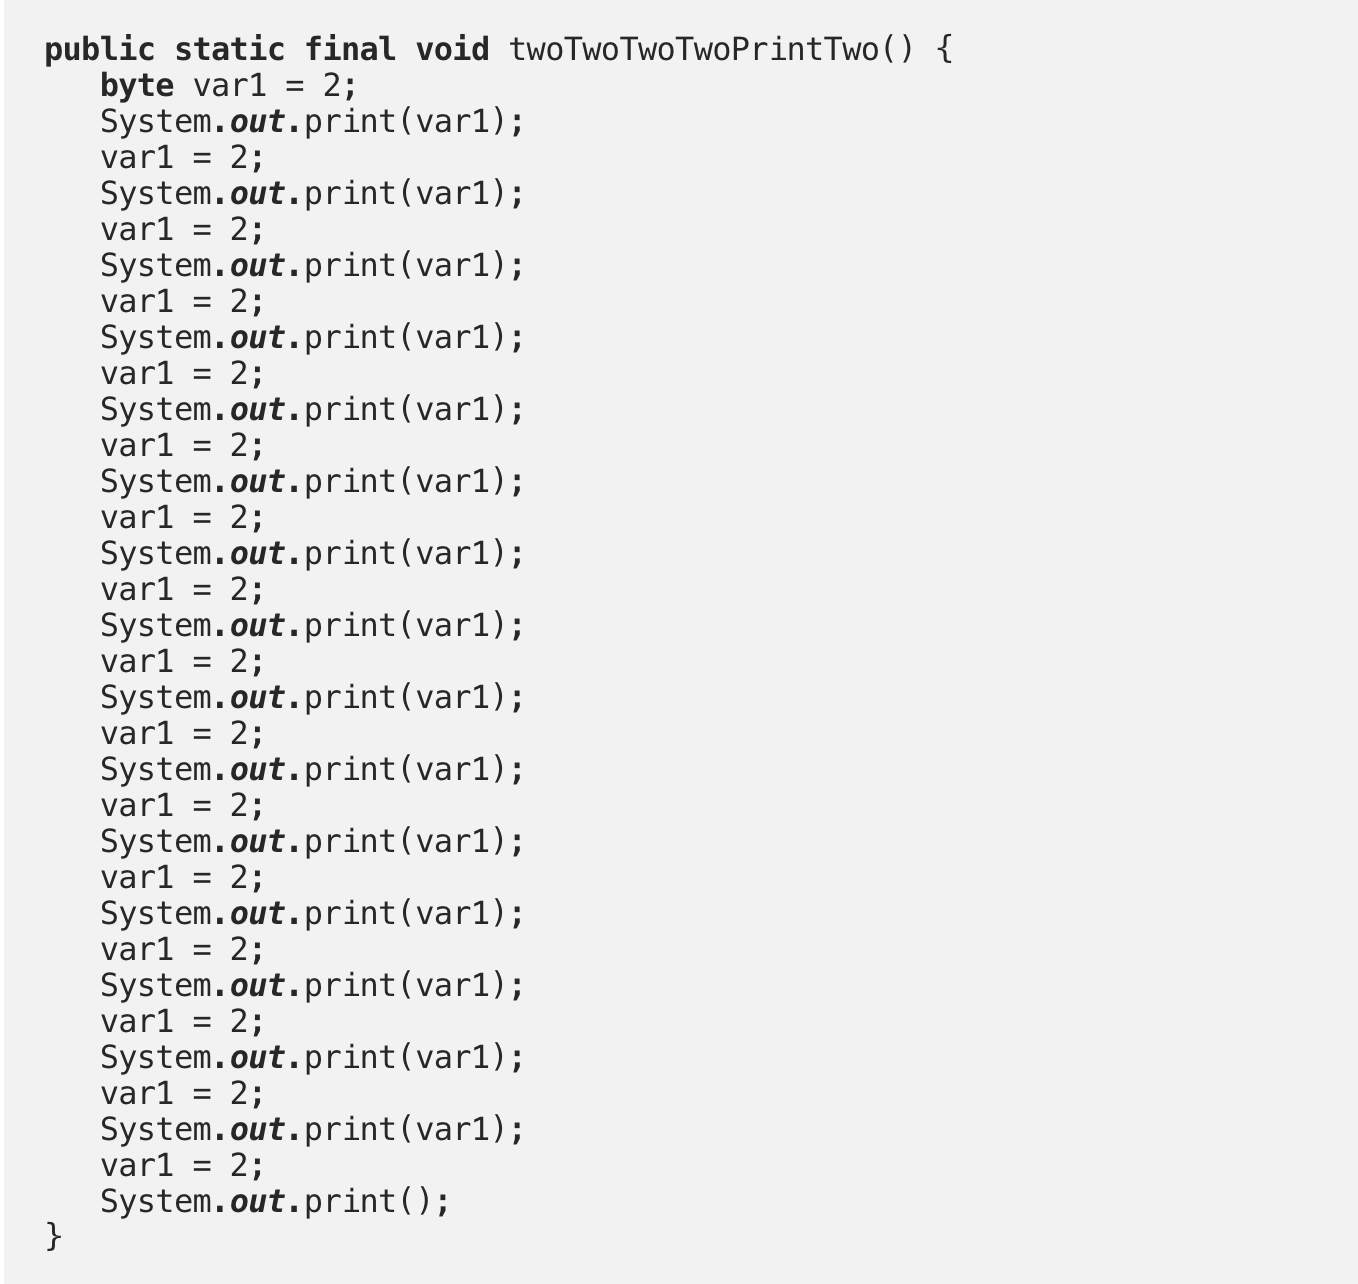 public static final void twoTwoTwoTwoPrintTwo() {
byte var1 = 2;
System.out.print(var1);
var1 = 2;
System.out.print(var1);
var1 = 2;
System.out.print(var1);
var1 = 2;
System.out.print(var1);
var1 = 2;
System.out.print(var1);
var1 = 2;
System.out.print(var1);
var1 = 2;
System.out.print(var1);
var1 = 2;
System.out.print(var1);
var1 = 2;
System.out.print(var1);
var1 = 2;
System.out.print(var1);
var1 = 2;
System.out.print(var1);
var1 = 2;
System.out.print(var1);
var1 = 2;
System.out.print(var1);
var1 = 2;
System.out.print(var1);
var1 = 2;
System.out.print(var1);
var1 = 2;
System.out.print();
}